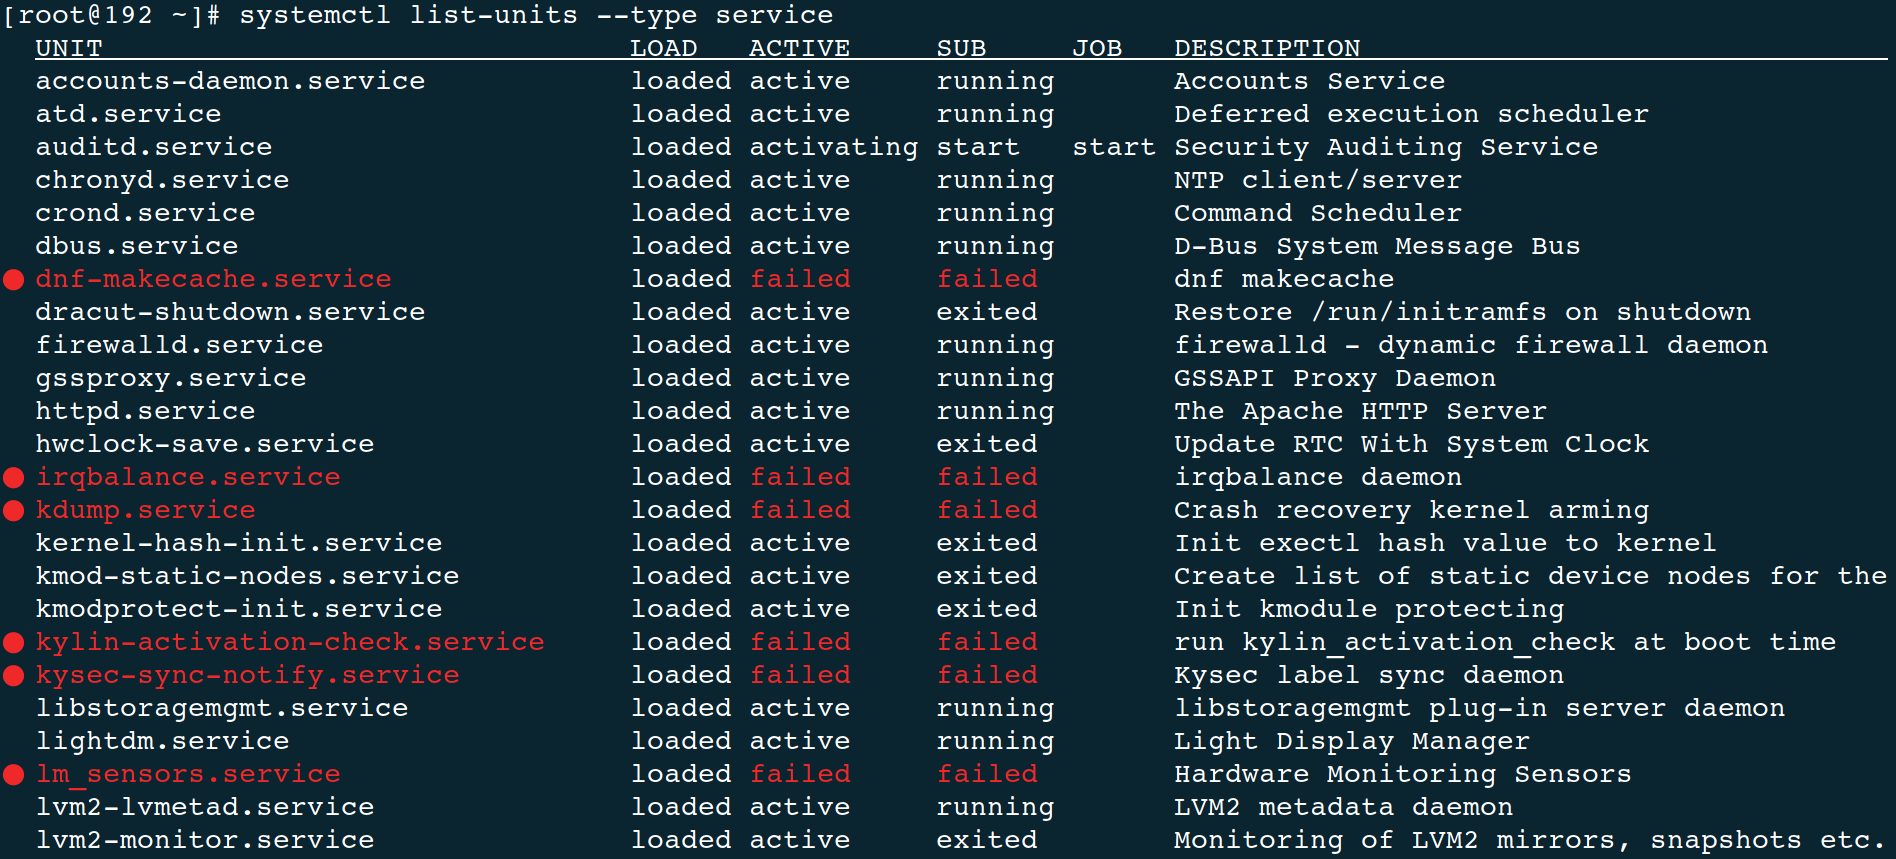 [root@192 ~]# systemctl list-units --type service
UNIT LOAD ACTIVE SUB JOB DESCRIPTION
accounts-daemon.service loaded active running Accounts Service
atd.service loaded active running Deferred execution scheduler
auditd.service loaded activating start start Security Auditing Service
chronyd.service loaded active running NTP client/server
crond.service loaded active running Command Scheduler
dbus.service loaded active running D-Bus System Message Bus
● dnf-makecache.service loaded failed failed dnf makecache
dracut-shutdown.service loaded active exited Restore /run/initramfs on shutdown
firewalld.service loaded active running firewalld - dynamic firewall daemon
gssproxy.service loaded active running GSSAPI Proxy Daemon
httpd.service loaded active running The Apache HTTP Server
hwclock-save.service loaded active exited Update RTC With System Clock
● irqbalance.service loaded failed failed irqbalance daemon
● kdump.service loaded failed failed Crash recovery kernel arming
kernel-hash-init.service loaded active exited Init exectl hash value to kernel
kmod-static-nodes.service loaded active exited Create list of static device nodes for the
kmodprotect-init.service loaded active exited Init kmodule protecting
● kylin-activation-check.service loaded failed failed run kylin_activation_check at boot time
● kysec-sync-notify.service loaded failed failed Kysec label sync daemon
libstoragemgmt.service loaded active running libstoragemgmt plug-in server daemon
lightdm.service loaded active running Light Display Manager
● lm_sensors.service loaded failed failed Hardware Monitoring Sensors
lvm2-lvmetad.service loaded active running LVM2 metadata daemon
lvm2-monitor.service loaded active exited Monitoring of LVM2 mirrors, snapshots etc.